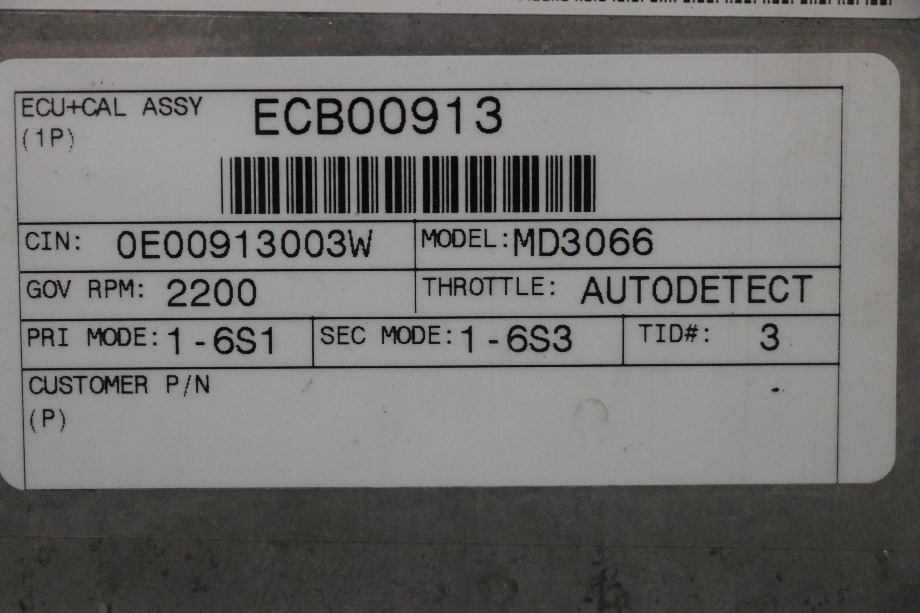 ECU+CAL ASSY ECB00913
(1P)
CIN: 0E00913003W MODEL: MD3066
GOV RPM: 2200 THROTTLE: AUTODETECT
PRI MODE: 1-6S1 SEC MODE: 1-6S3 TID#: 3
CUSTOMER P/N
(P)